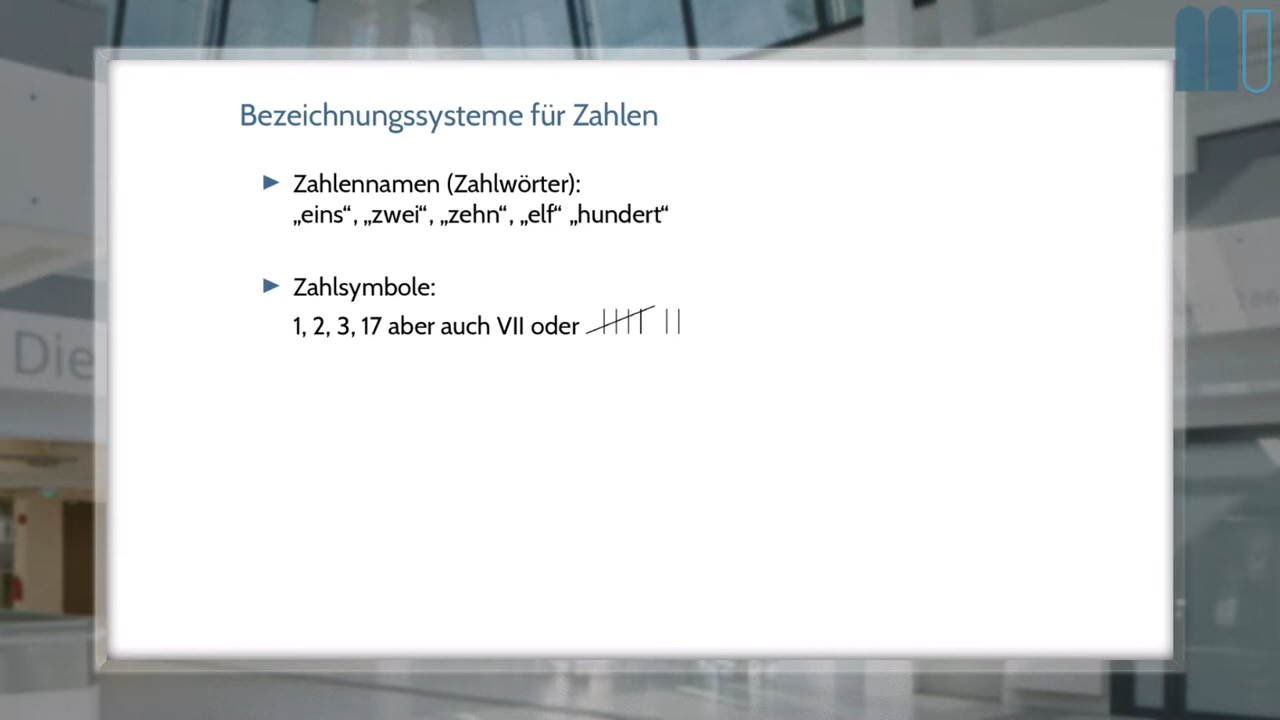 Bezeichnungssysteme für Zahlen
► Zahlennamen (Zahlwörter):
„eins“, „zwei“, „zehn“, „elf“ „hundert“
► Zahlsymbole:
1, 2, 3, 17 aber auch VII oder
Die